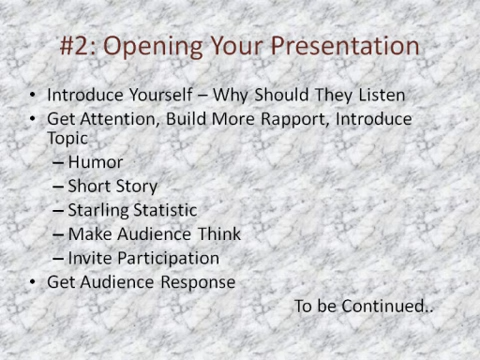 #2: Opening Your Presentation
• Introduce Yourself – Why Should They Listen
• Get Attention, Build More Rapport, Introduce
Topic
– Humor
– Short Story
– Starling Statistic
– Make Audience Think
– Invite Participation
• Get Audience Response
To be Continued..